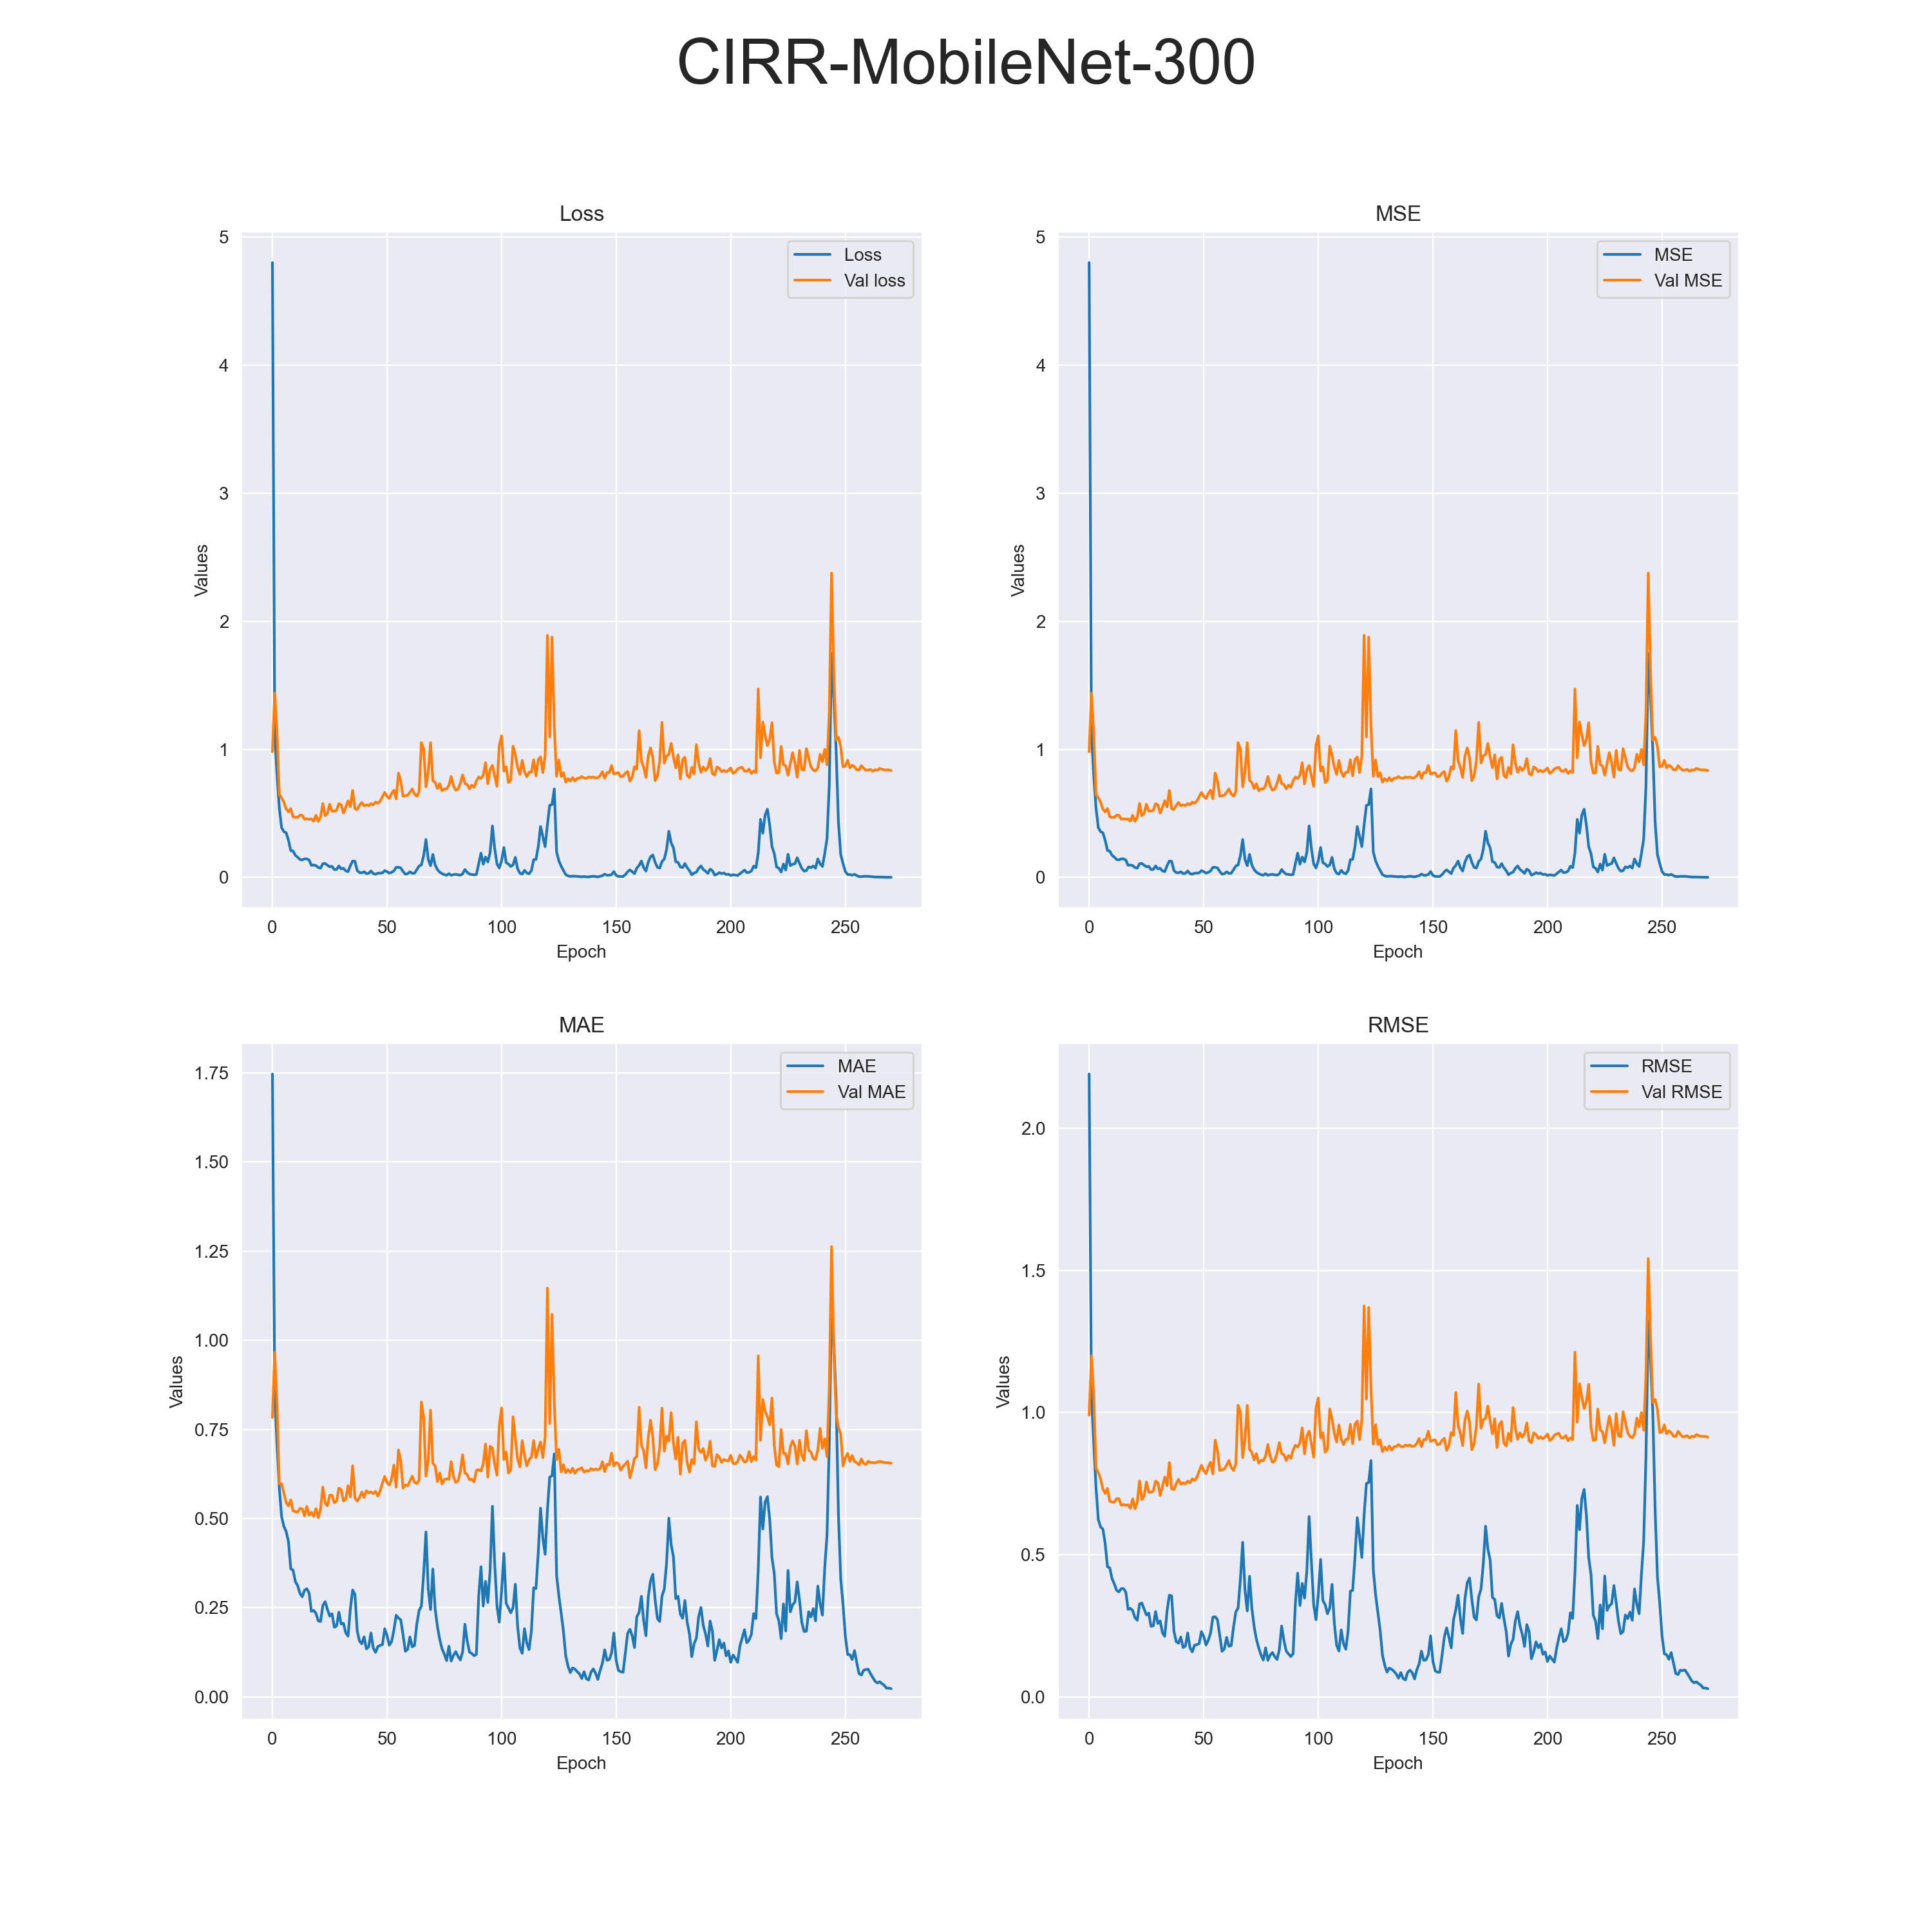 CIRR-MobileNet-300
Loss
5
4
3
2
1
0
Values
0 50 100 150 200 250
Epoch
Loss
Val loss
MSE
5
4
3
2
1
0
Values
0 50 100 150 200 250
Epoch
MSE
Val MSE
MAE
1.75
1.50
1.25
1.00
0.75
0.50
0.25
0.00
Values
0 50 100 150 200 250
Epoch
MAE
Val MAE
RMSE
2.0
1.5
1.0
0.5
0.0
Values
0 50 100 150 200 250
Epoch
RMSE
Val RMSE